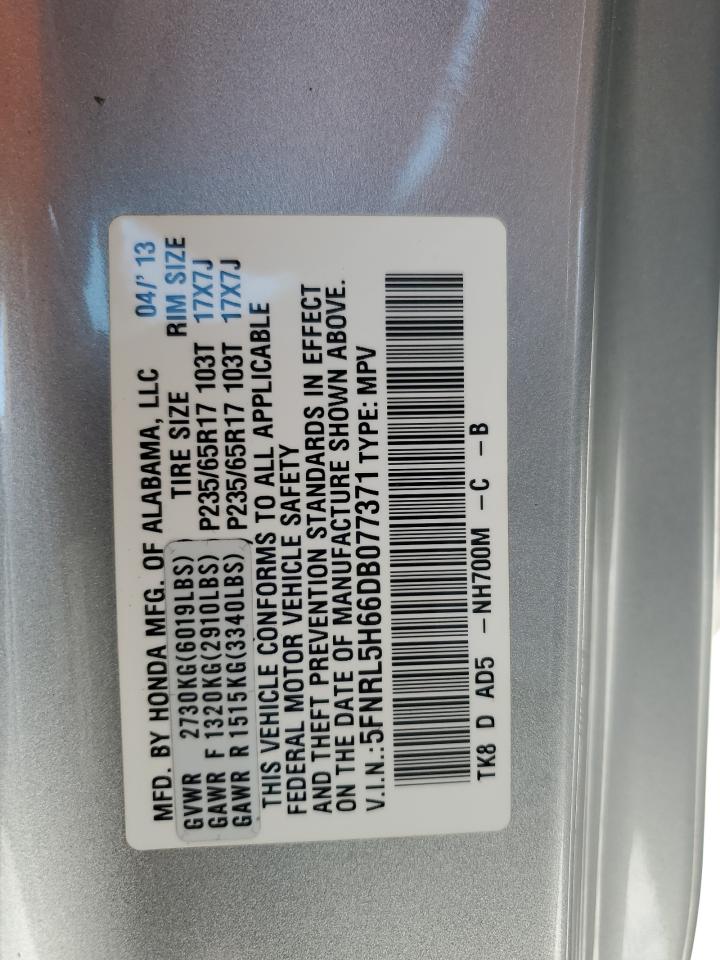 MFD. BY HONDA MFG. OF ALABAMA, LLC 04/' 13
GVWR 2730KG(6019LBS) TIRE SIZE RIM SIZE
GAWR F 1320KG(2910LBS) P235/65R17 103T 17X7J
GAWR R 1515KG(3340LBS) P235/65R17 103T 17X7J
THIS VEHICLE CONFORMS TO ALL APPLICABLE
FEDERAL MOTOR VEHICLE SAFETY
AND THEFT PREVENTION STANDARDS IN EFFECT
ON THE DATE OF MANUFACTURE SHOWN ABOVE.
V.I.N.:5FNRL5H66DB077371 TYPE: MPV
TK8 D AD5 -NH700M -C -B